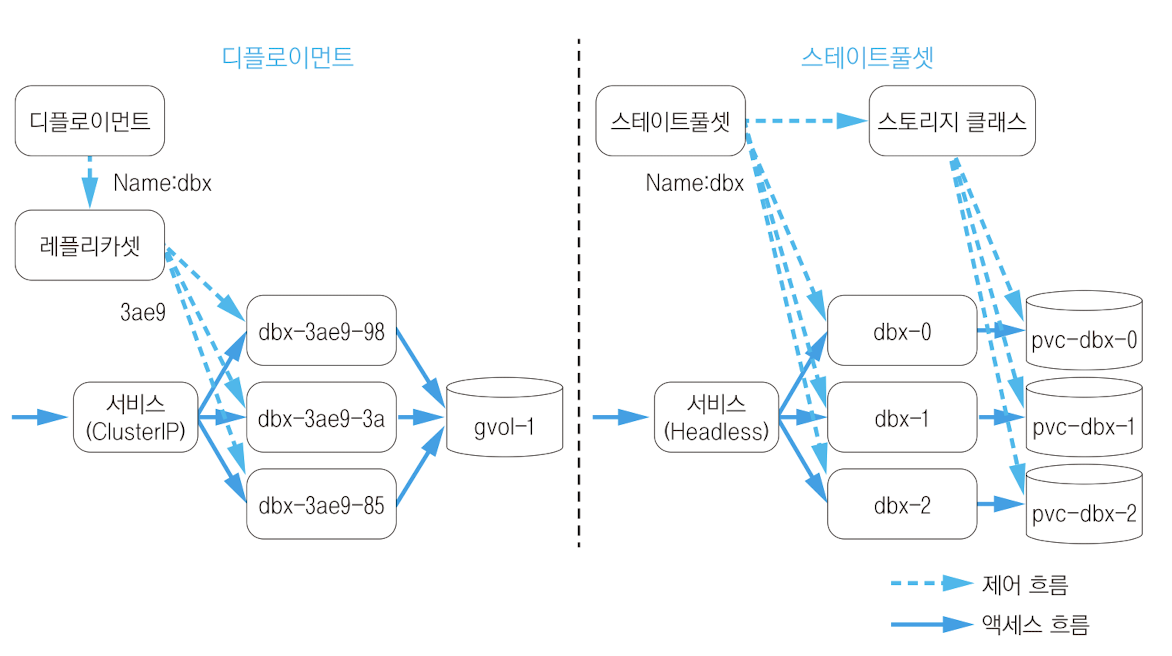 디플로이먼트
디플로이먼트
Name:dbx
레플리카셋
3ae9
dbx-3ae9-98
서비스
(ClusterIP)
dbx-3ae9-3a
gvol-1
dbx-3ae9-85
스테이트풀셋
스테이트풀셋
스토리지 클래스
Name:dbx
dbx-0
pvc-dbx-0
서비스
(Headless)
dbx-1
pvc-dbx-1
dbx-2
pvc-dbx-2
제어 흐름
액세스 흐름